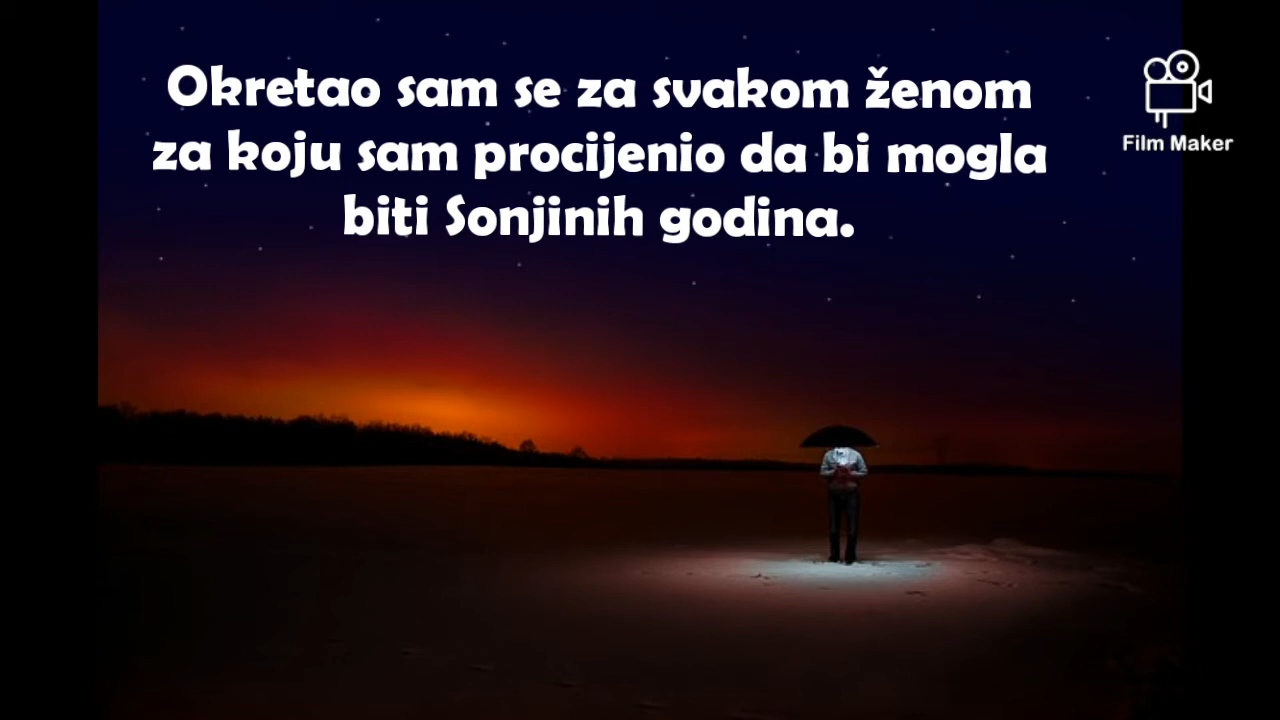 Okretao sam se za svakom ženom
za koju sam procijenio da bi mogla
biti Sonjinih godina.
Film Maker